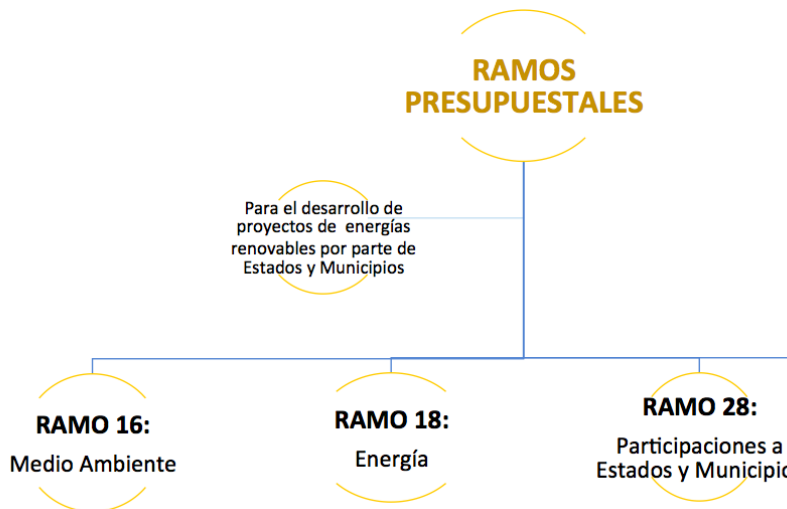 RAMOS
PRESUPUESTALES
Para el desarrollo de
proyectos de energías
renovables por parte de
Estados y Municipios
RAMO 16:
Medio Ambiente
RAMO 18:
Energía
RAMO 28:
Participaciones a
Estados y Municipio